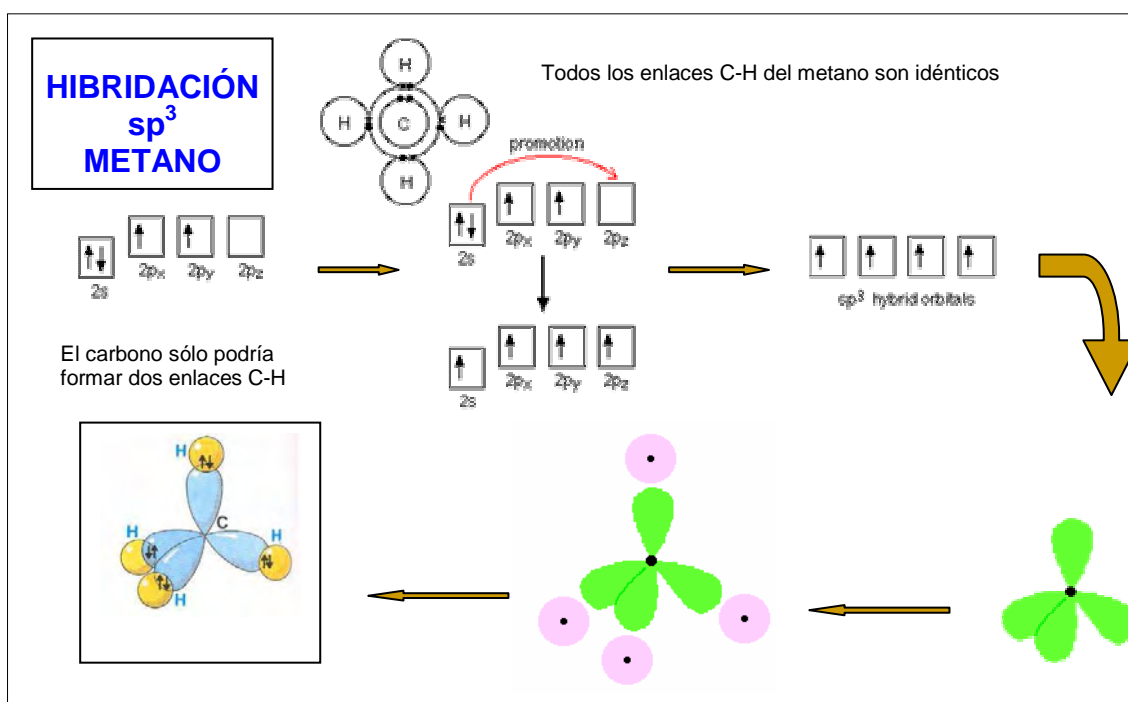 HIBRIDACIÓN
sp³
METANO
H
H
C
H
H
Todos los enlaces C-H del metano son idénticos
promotion
2s
2px
2py
2pz
2s
2px
2py
2pz
sp³ hybrid orbitals
El carbono sólo podría
formar dos enlaces C-H
2s
2px
2py
2pz
H
C
H
H
H